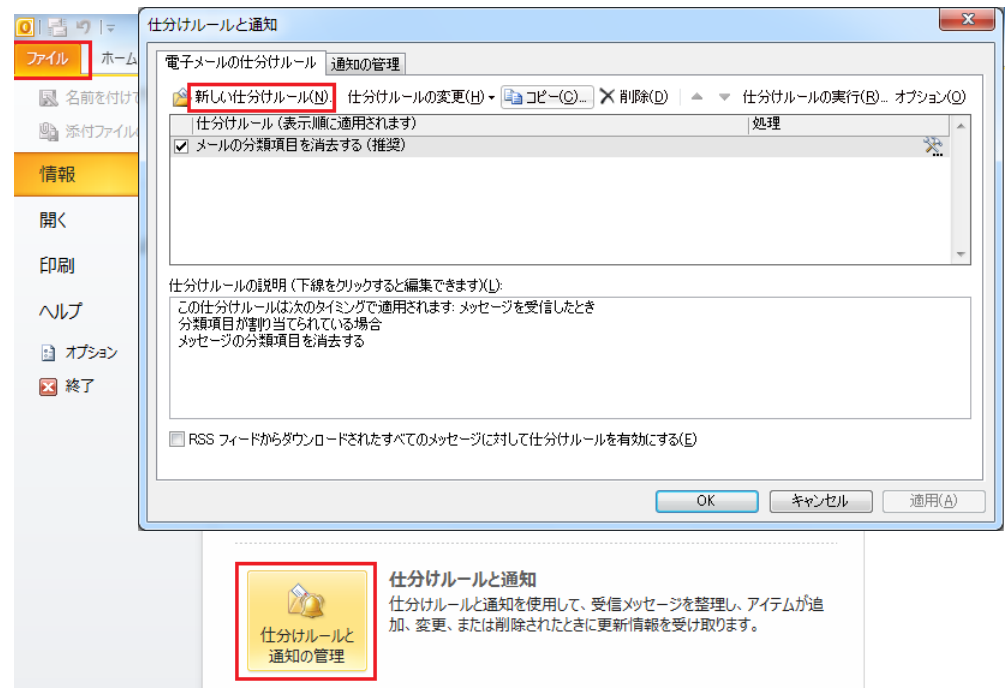 仕分けルールと通知
ファイル
ホーム
電子メールの仕分けルール
通知の管理
名前を付けて
新しい仕分けルール(N)... 仕分けルールの変更(H) コピー(C)... 削除(D) 仕分けルールの実行(R)... オプション(O)
添付ファイル
仕分けルール (表示順に適用されます) 処理
メールの分類項目を消去する (推奨)
情報
開く
印刷
ヘルプ
オプション
終了
仕分けルールの説明 (下線をクリックすると編集できます)(L):
この仕分けルールは次のタイミングで適用されます: メッセージを受信したとき
分類項目が割り当てられている場合
メッセージの分類項目を消去する
RSS フィードからダウンロードされたすべてのメッセージに対して仕分けルールを有効にする(E)
OK キャンセル 適用(A)
仕分けルールと
通知の管理
仕分けルールと通知
仕分けルールと通知を使用して、受信メッセージを整理し、アイテムが追
加、変更、または削除されたときに更新情報を受け取ります。